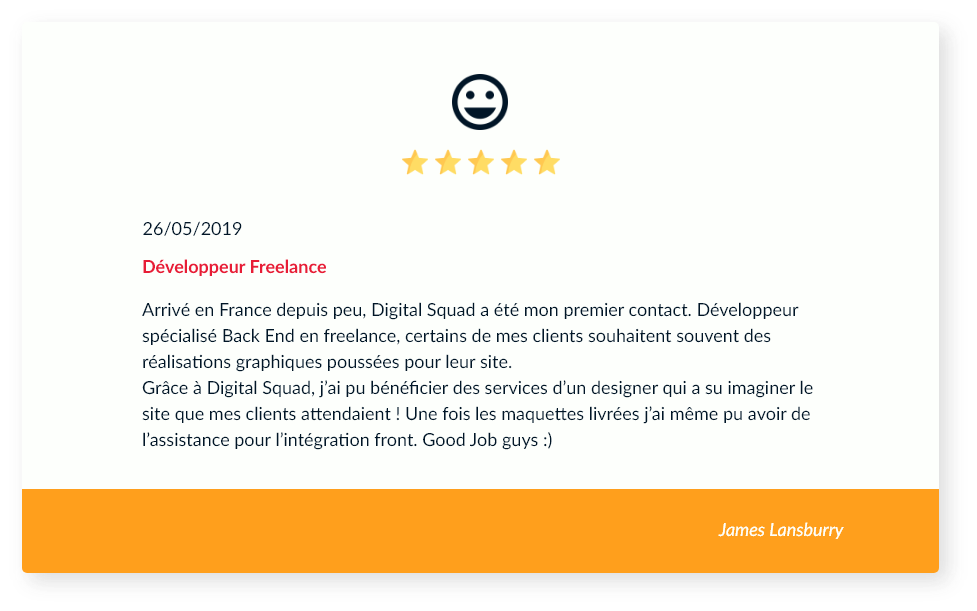 26/05/2019
Développeur Freelance
Arrivé en France depuis peu, Digital Squad a été mon premier contact. Développeur
spécialisé Back End en freelance, certains de mes clients souhaitent souvent des
réalisations graphiques poussées pour leur site.
Grâce à Digital Squad, j’ai pu bénéficier des services d’un designer qui a su imaginer le
site que mes clients attendaient ! Une fois les maquettes livrées j’ai même pu avoir de
l’assistance pour l’intégration front. Good Job guys :)
James Lansburry